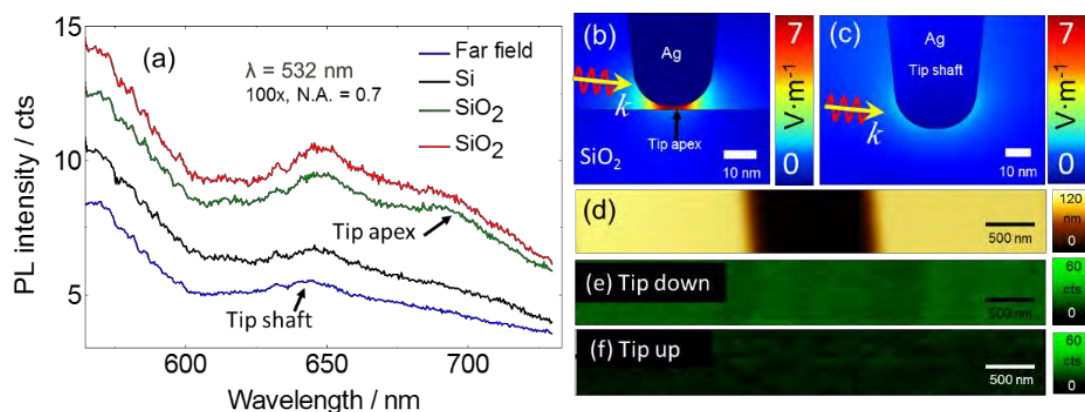 (a)
Far field
Si
SiO₂
SiO₂
λ = 532 nm
100x, N.A. = 0.7
Tip apex
Tip shaft
15
10
5
PL intensity / cts
600
650
700
Wavelength / nm
(b)
Ag
k
Tip apex
SiO₂
10 nm
7
V·m⁻¹
0
(c)
Ag
Tip shaft
k
10 nm
7
V·m⁻¹
0
(d)
500 nm
120
nm
0
(e) Tip down
500 nm
60
cts
0
(f) Tip up
500 nm
60
cts
0